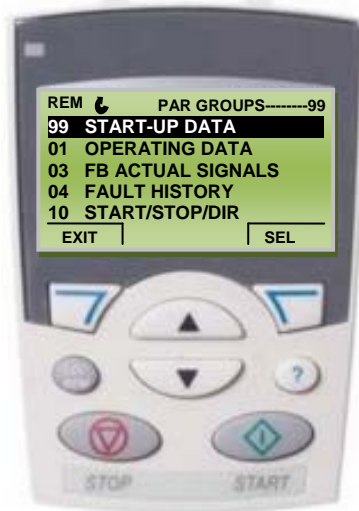 REM PAR GROUPS--------99
99 START-UP DATA
01 OPERATING DATA
03 FB ACTUAL SIGNALS
04 FAULT HISTORY
10 START/STOP/DIR
EXIT SEL
?
STOP START